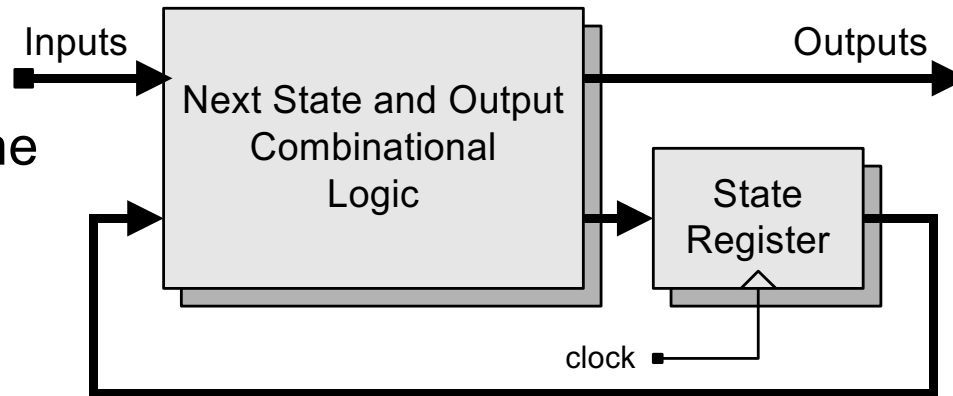 Inputs
Outputs
Next State and Output
Combinational
Logic
State
Register
clock